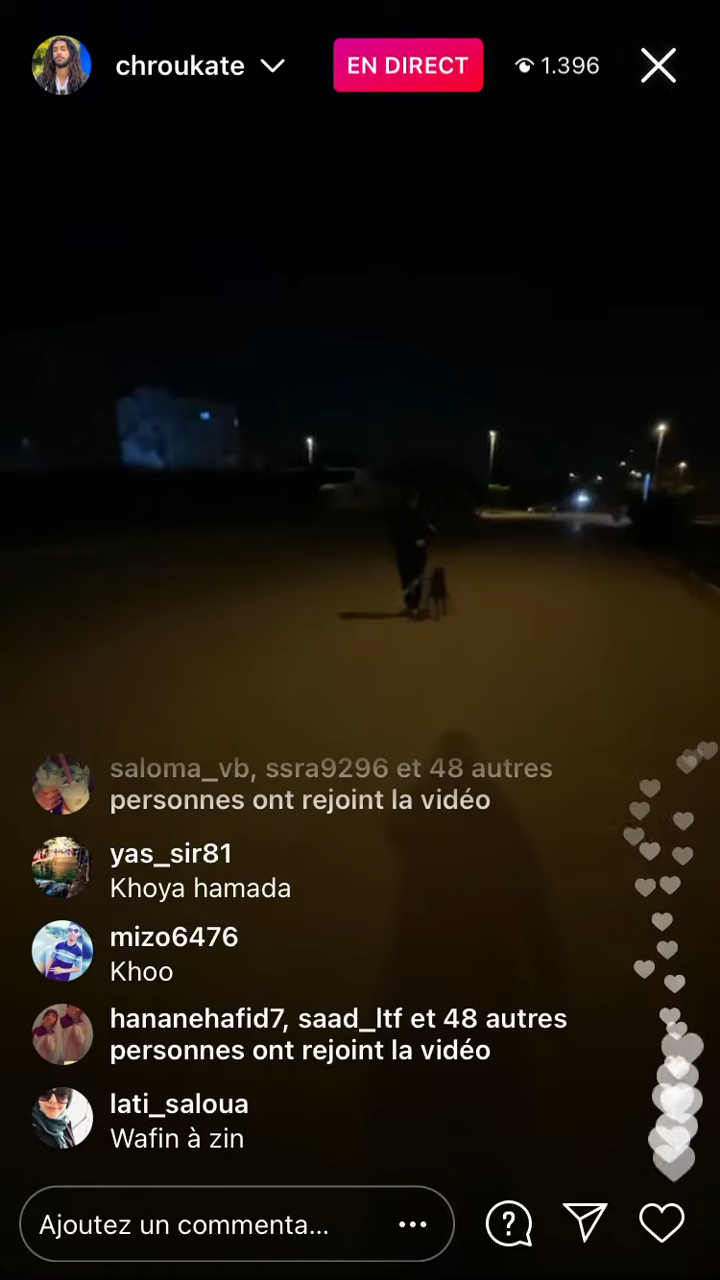 chroukate
EN DIRECT
1.396
saloma_vb, ssra9296 et 48 autres
personnes ont rejoint la vidéo
yas_sir81
Khoya hamada
mizo6476
Khoo
hananehafid7, saad_ltf et 48 autres
personnes ont rejoint la vidéo
lati_saloua
Wafin à zin
Ajoutez un commenta...